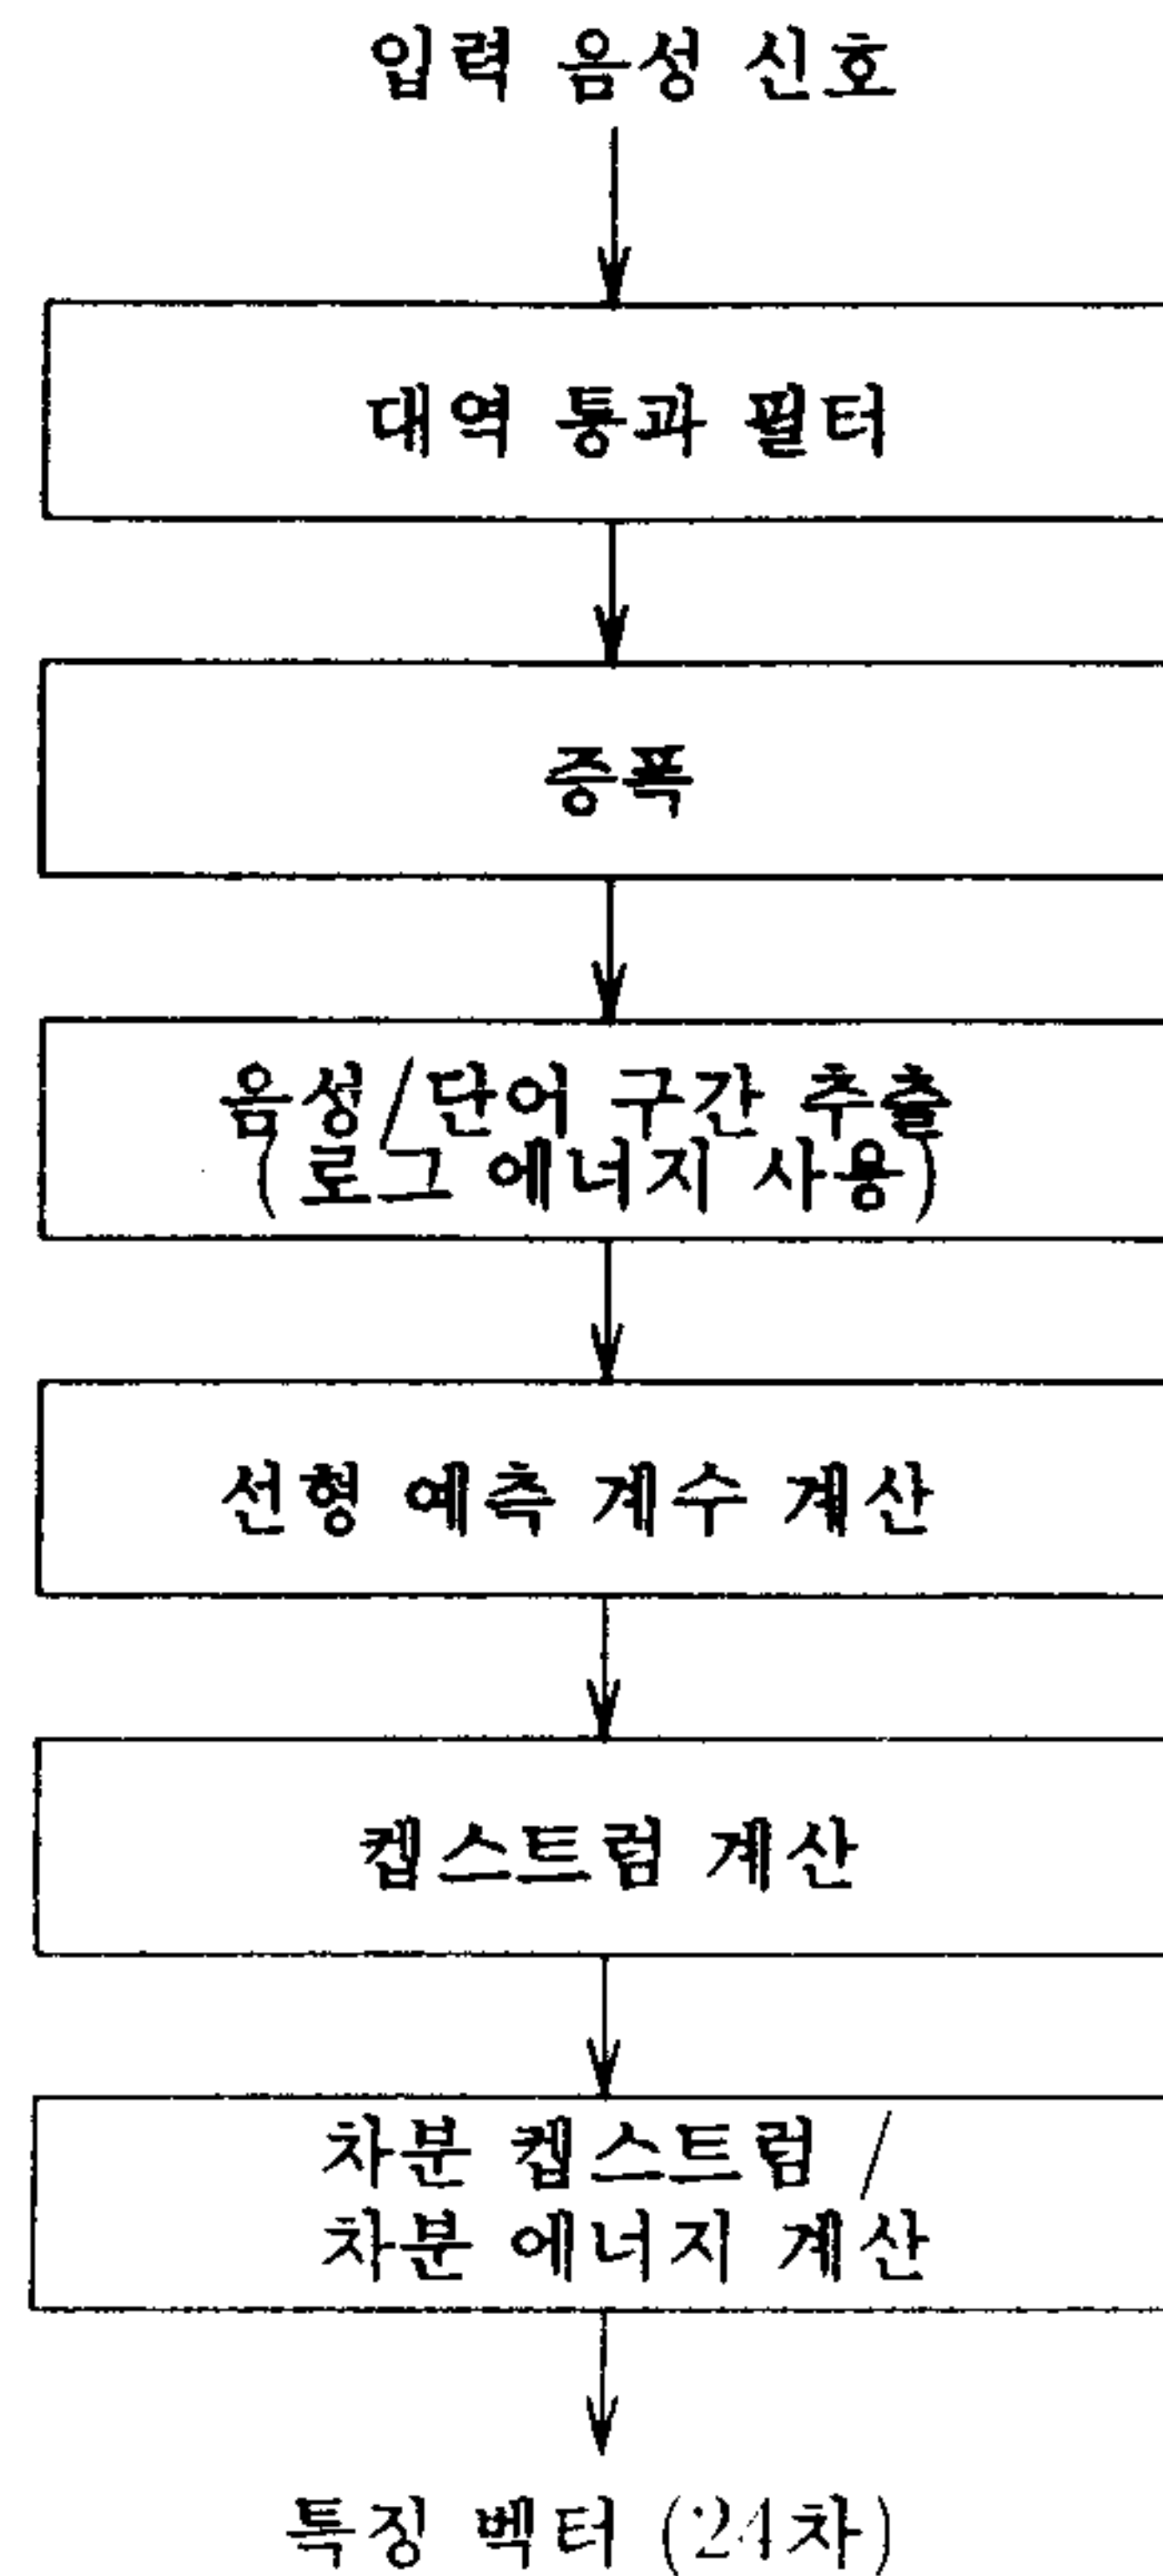 입력 음성 신호
대역 통과 필터
증폭
음성/단어 구간 추출
(로그 에너지 사용)
선형 예측 계수 계산
켑스트럼 계산
차분 켑스트럼 /
차분 에너지 계산
특징 벡터 (24차)